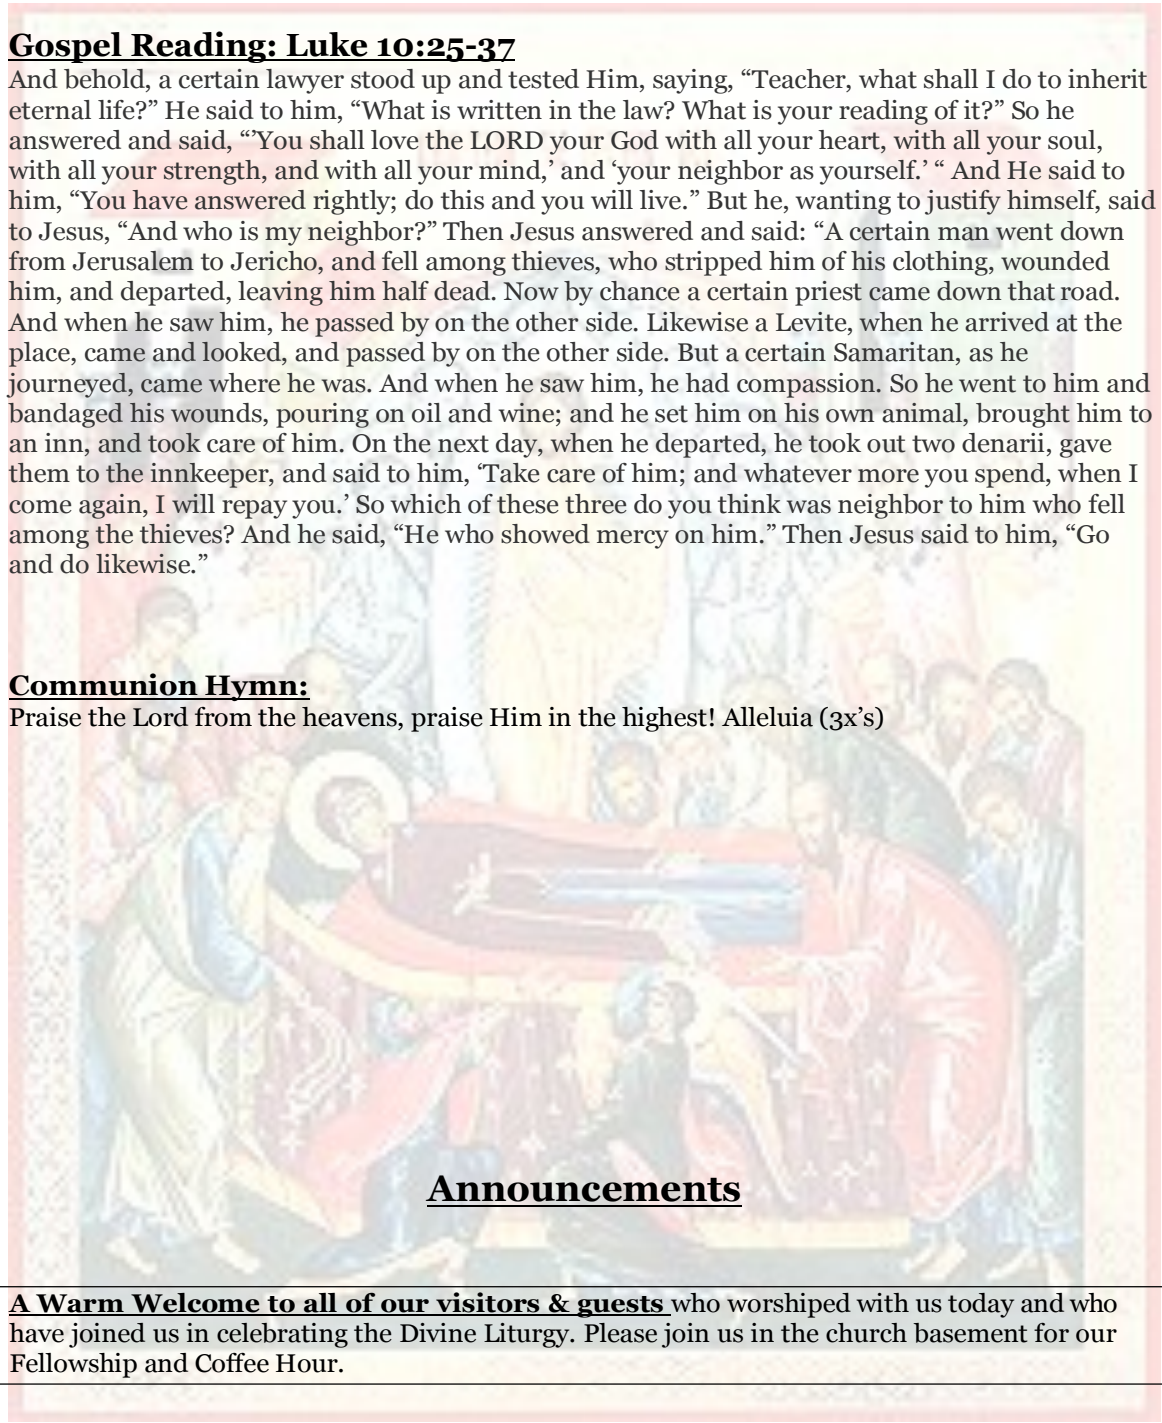 Gospel Reading: Luke 10:25-37
And behold, a certain lawyer stood up and tested Him, saying, “Teacher, what shall I do to inherit
eternal life?” He said to him, “What is written in the law? What is your reading of it?” So he
answered and said, “’You shall love the LORD your God with all your heart, with all your soul,
with all your strength, and with all your mind,’ and ‘your neighbor as yourself.’ “ And He said to
him, “You have answered rightly; do this and you will live.” But he, wanting to justify himself, said
to Jesus, “And who is my neighbor?” Then Jesus answered and said: “A certain man went down
from Jerusalem to Jericho, and fell among thieves, who stripped him of his clothing, wounded
him, and departed, leaving him half dead. Now by chance a certain priest came down that road.
And when he saw him, he passed by on the other side. Likewise a Levite, when he arrived at the
place, came and looked, and passed by on the other side. But a certain Samaritan, as he
journeyed, came where he was. And when he saw him, he had compassion. So he went to him and
bandaged his wounds, pouring on oil and wine; and he set him on his own animal, brought him to
an inn, and took care of him. On the next day, when he departed, he took out two denarii, gave
them to the innkeeper, and said to him, ‘Take care of him; and whatever more you spend, when I
come again, I will repay you.’ So which of these three do you think was neighbor to him who fell
among the thieves? And he said, “He who showed mercy on him.” Then Jesus said to him, “Go
and do likewise.”
Communion Hymn:
Praise the Lord from the heavens, praise Him in the highest! Alleluia (3x’s)
Announcements
A Warm Welcome to all of our visitors & guests who worshiped with us today and who
have joined us in celebrating the Divine Liturgy. Please join us in the church basement for our
Fellowship and Coffee Hour.